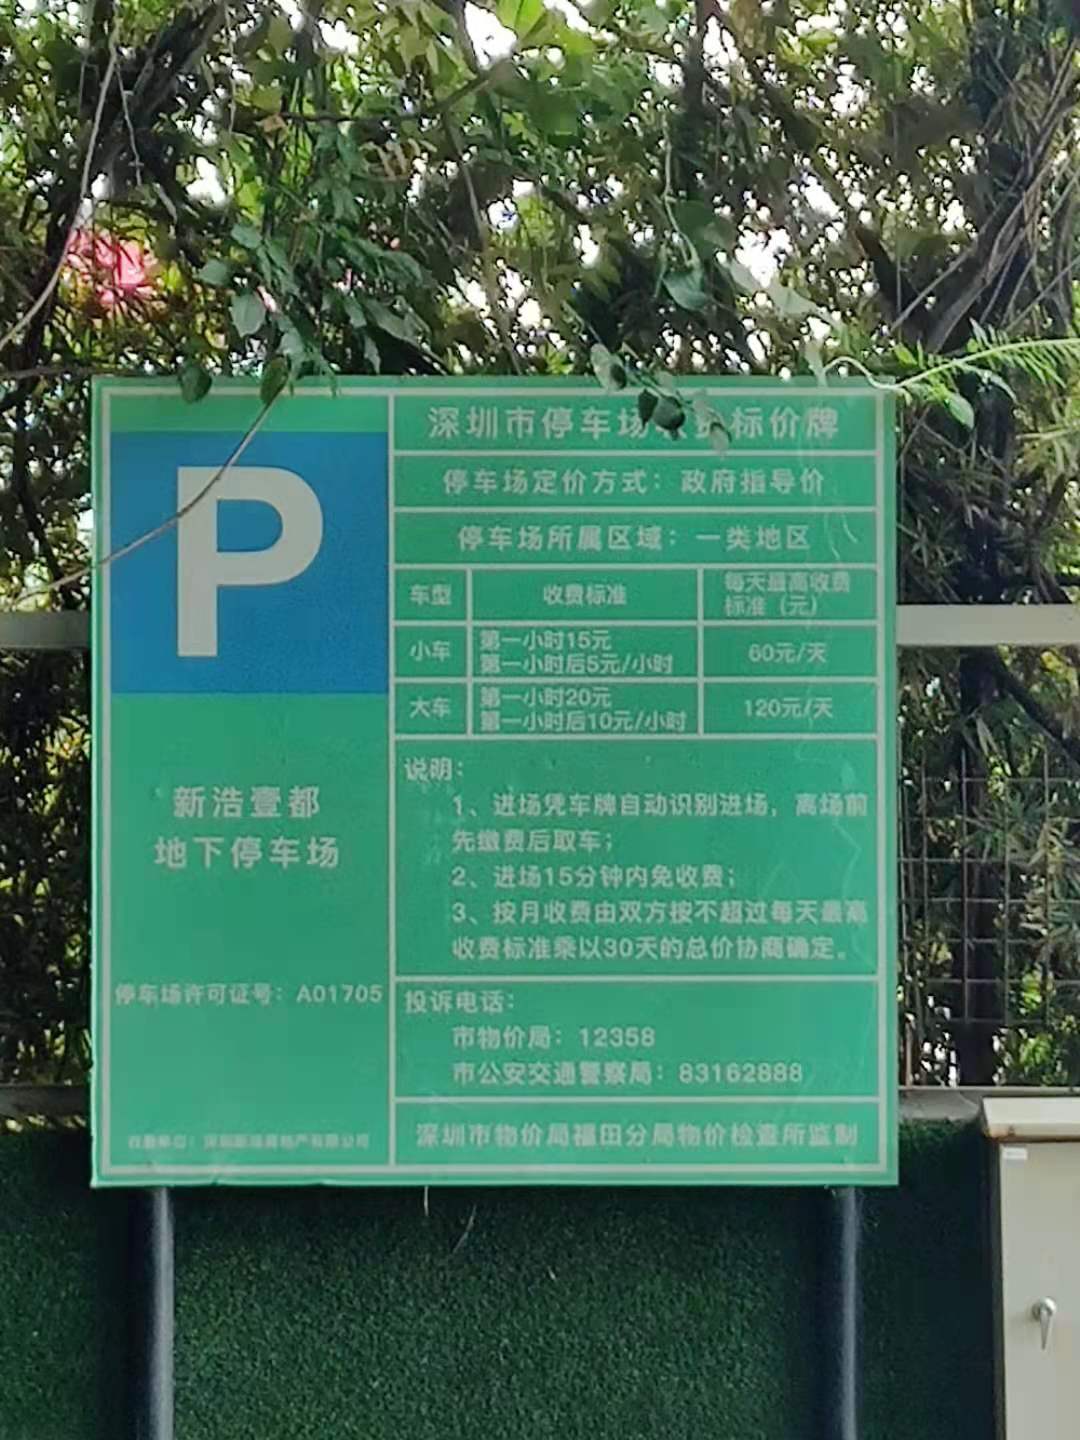 深圳市停车场收费标价牌
停车场定价方式：政府指导价
停车场所属区域：一类地区
车型 收费标准 每天最高收费
标准（元）
小车 第一小时15元
第一小时后5元/小时 60元/天
大车 第一小时20元
第一小时后10元/小时 120元/天
说明：
1、进场凭车牌自动识别进场，离场前
先缴费后取车；
2、进场15分钟内免收费；
3、按月收费由双方按不超过每天最高
收费标准乘以30天的总价协商确定。
投诉电话：
市物价局：12358
市公安交通警察局：83162888
深圳市物价局福田分局物价检查所监制
P
新浩壹都
地下停车场
停车场许可证号：A01705